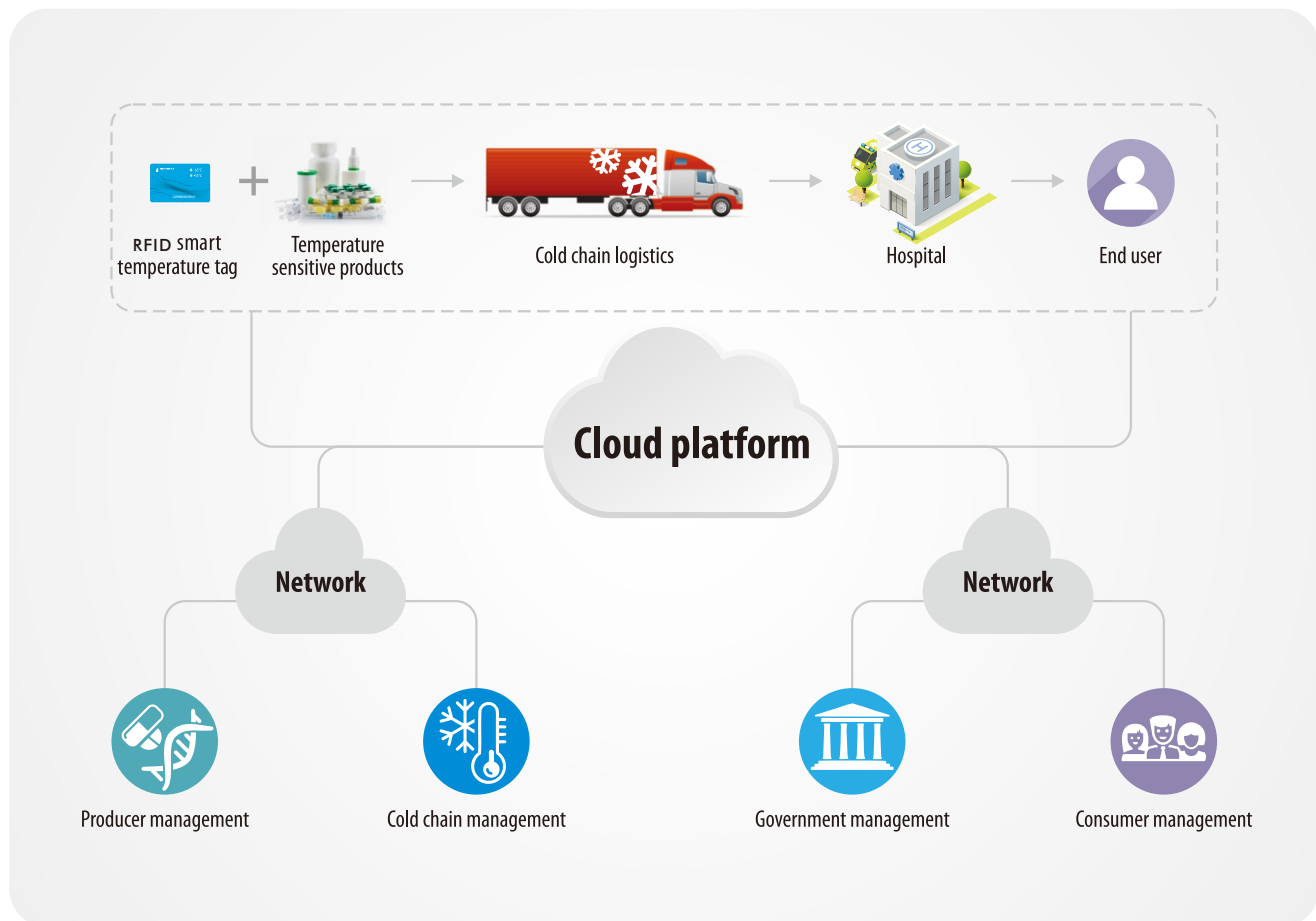 RFID smart
temperature tag
Temperature
sensitive products
Cold chain logistics
Hospital
End user
Cloud platform
Network
Network
Producer management
Cold chain management
Government management
Consumer management